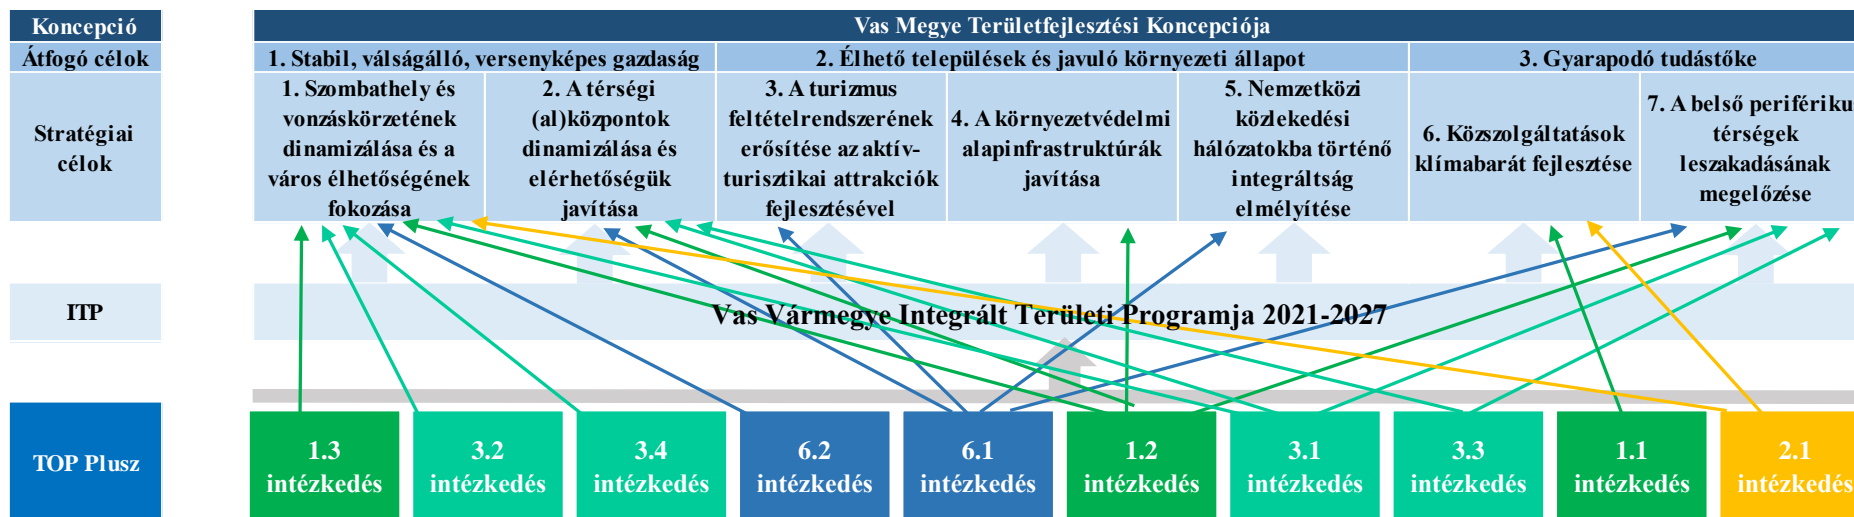 Koncepció
Vas Megye Területfejlesztési Koncepciója
Átfogó célok
1. Stabil, válságálló, versenyképes gazdaság
2. Élhető települések és javuló környezeti állapot
3. Gyarapodó tudástőke
Stratégiai
célok
1. Szombathely és
vonzáskörzetének
dinamizálása és a
város élhetőségének
fokozása
2. A térségi
(al)központok
dinamizálása és
elérhetőségük
javítása
3. A turizmus
feltételrendszerének
erősítése az aktív-
turisztikai attrakciók
fejlesztésével
4. A környezetvédelmi
alapinfrastruktúrák
javítása
5. Nemzetközi
közlekedési
hálózatokba történő
integráltság
elmélyítése
6. Közszolgáltatások
klímabarát fejlesztése
7. A belső periférikus
térségek
leszakadásának
megelőzése
ITP
Vas Vármegye Integrált Területi Programja 2021-2027
TOP Plusz
1.3
intézkedés
3.2
intézkedés
3.4
intézkedés
6.2
intézkedés
6.1
intézkedés
1.2
intézkedés
3.1
intézkedés
3.3
intézkedés
1.1
intézkedés
2.1
intézkedés